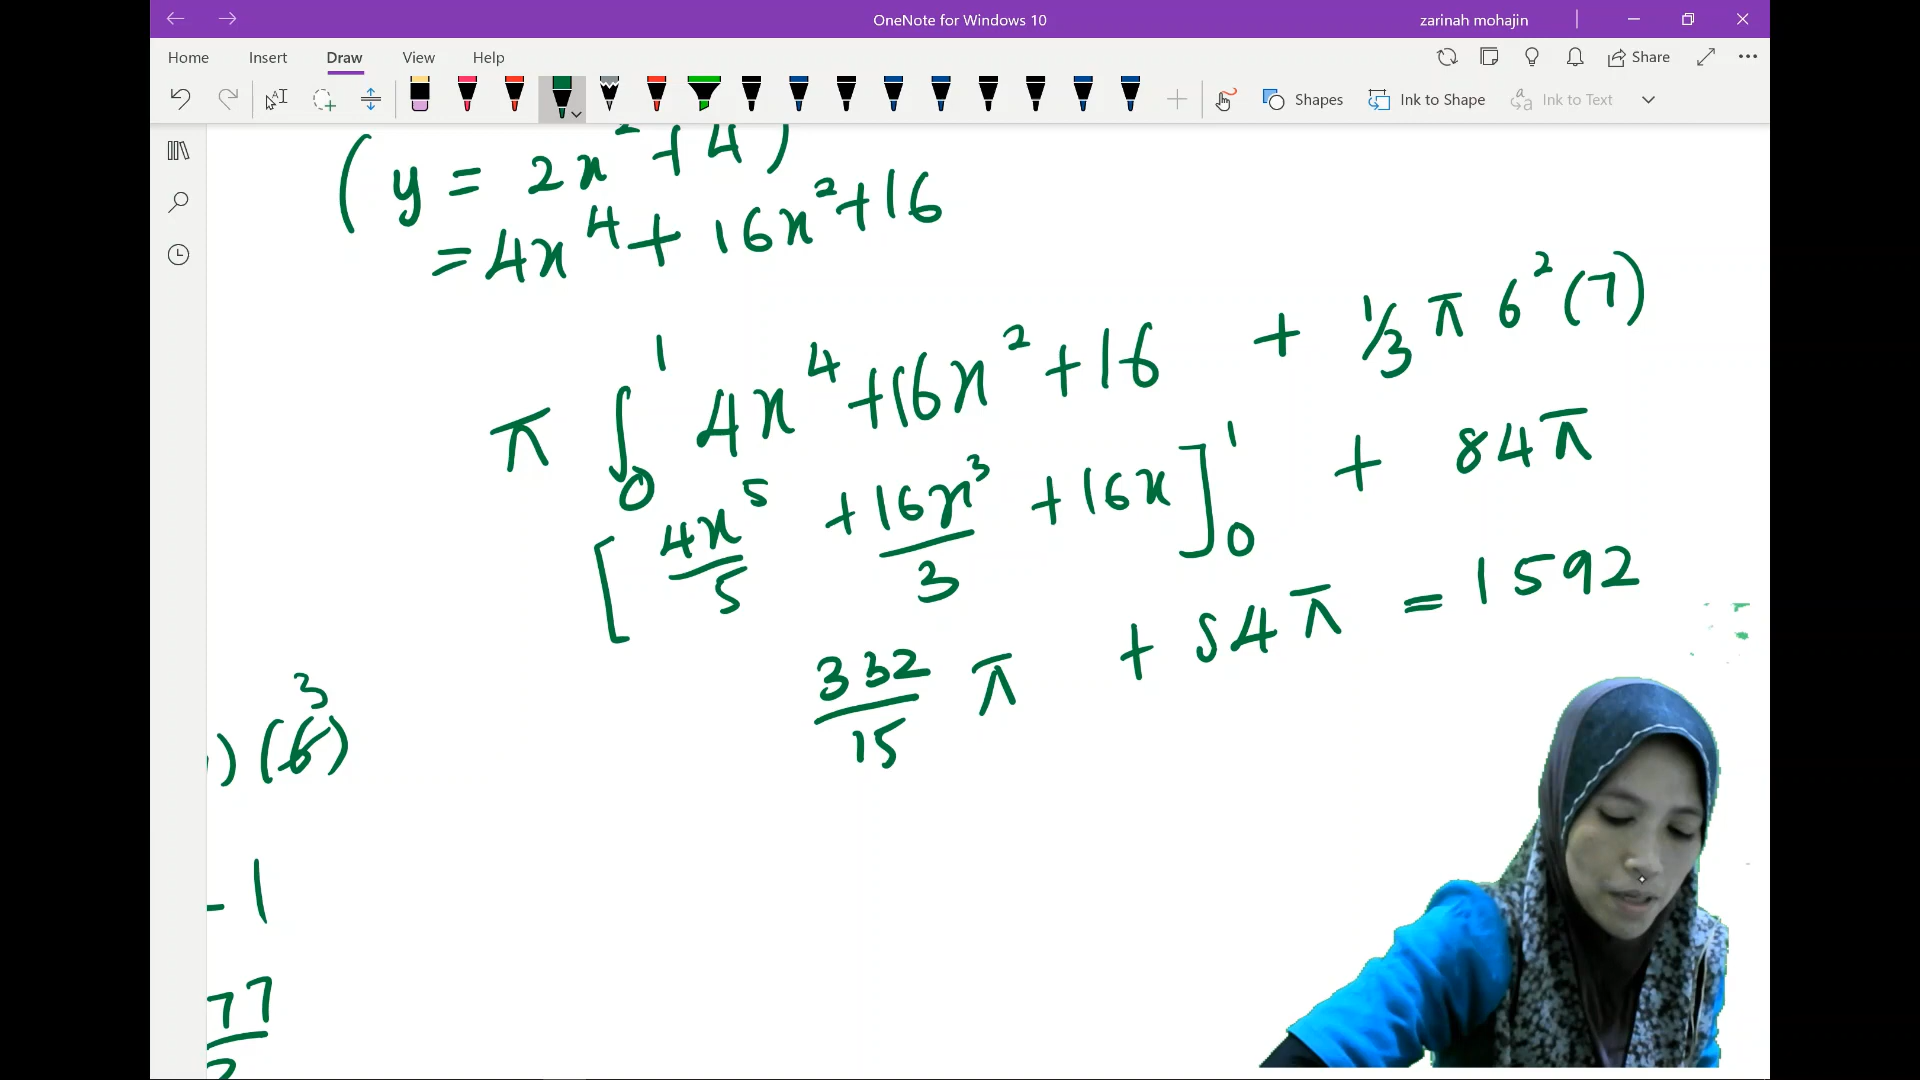 OneNote for Windows 10
zarinah mohajin
Home Insert Draw View Help
Share
Shapes Ink to Shape Ink to Text
(y = 2x²+4)
= 4x⁴ + 16x² + 16
π ∫₀¹ 4x⁴ + 16x² + 16 + 1/3 π 6² (7)
[4x⁵/5 + 16x³/3 + 16x]₀¹ + 84π
332/15 π + 84π = 1592
) (6)
3
- 1
77